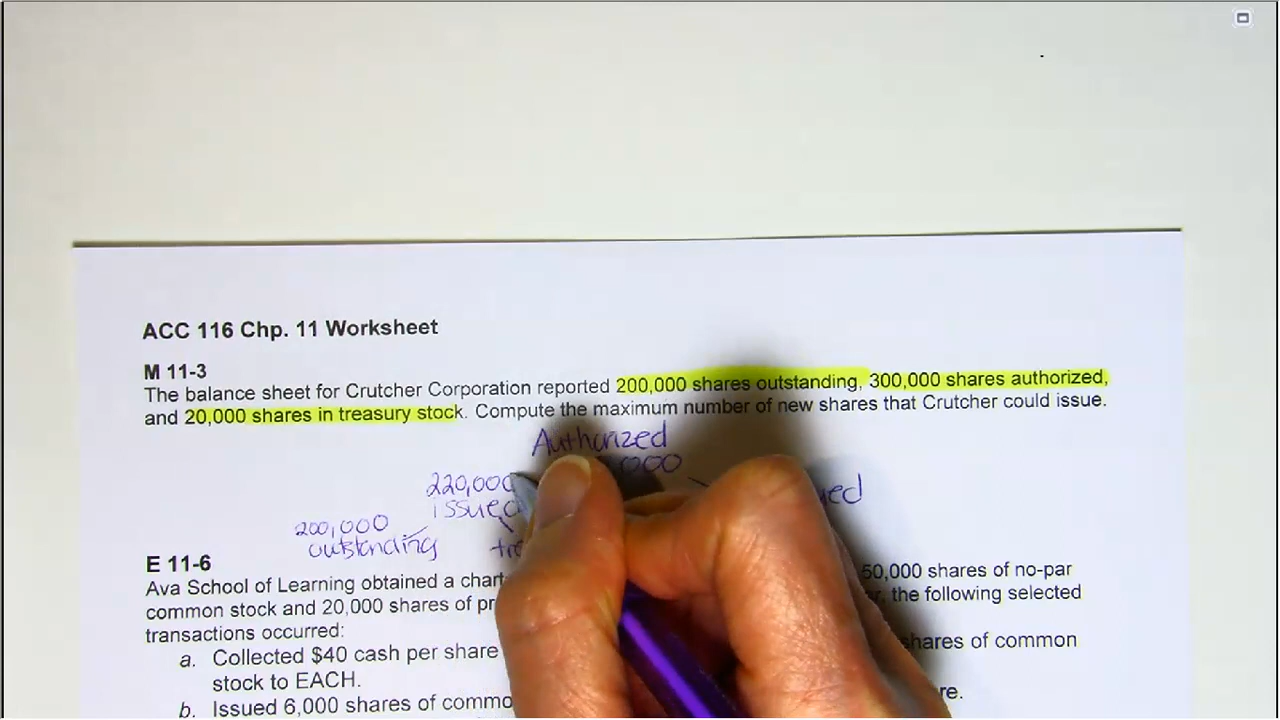 ACC 116 Chp. 11 Worksheet
M 11-3
The balance sheet for Crutcher Corporation reported 200,000 shares outstanding, 300,000 shares authorized,
and 20,000 shares in treasury stock. Compute the maximum number of new shares that Crutcher could issue.
Authorized
220,000
issued
200,000
outstanding
E 11-6
Ava School of Learning obtained a 50,000 shares of no-par
common stock and 20,000 shares of the following selected
transactions occurred:
a. Collected $40 cash per share shares of common
stock to EACH.
b. Issued 6,000 shares of